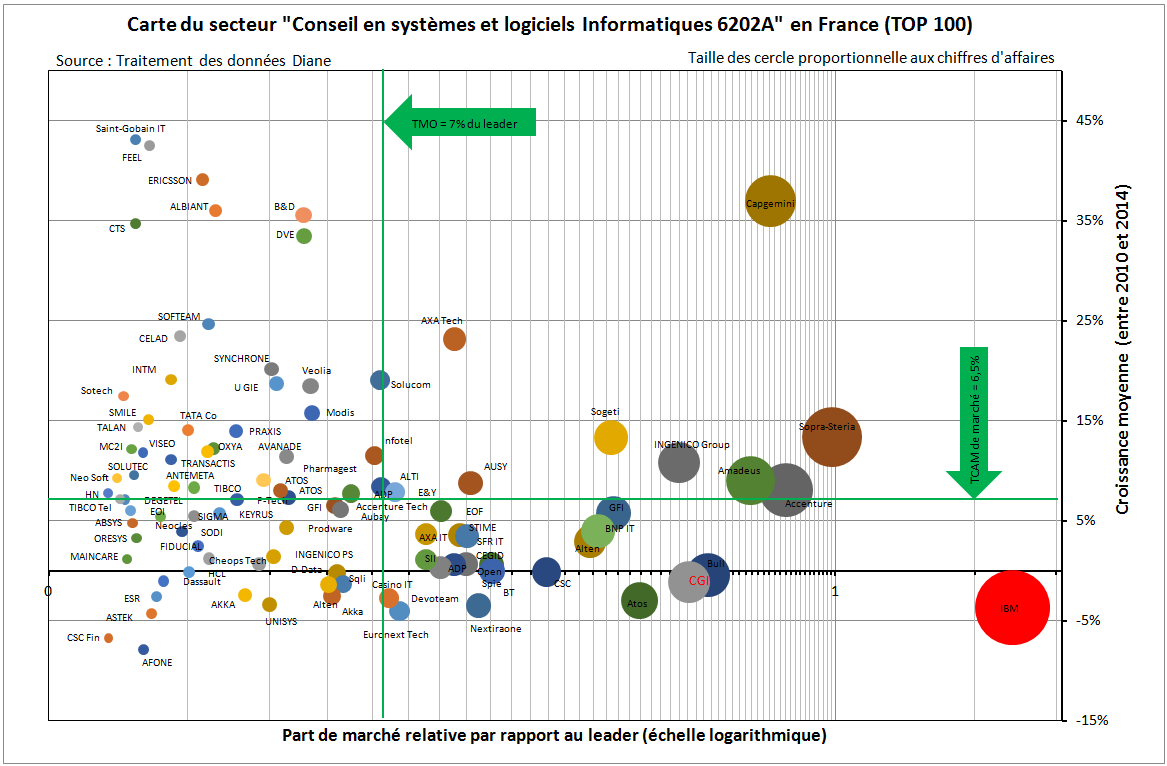 Carte du secteur "Conseil en systèmes et logiciels Informatiques 6202A" en France (TOP 100)
Source : Traitement des données Diane
Taille des cercle proportionnelle aux chiffres d'affaires
TMO = 7% du leader
45%
Saint-Gobain IT
FEEL
ERICSSON
ALBIANT
B&D
Capgemini
CTS
DVE
35%
SOFTEAM
AXA Tech
25%
CELAD
SYNCHRONE
INTM
Veolia
U GIE
Solucom
Sotech
SMILE
TATA Co
Modis
Sogeti
15%
TALAN
PRAXIS
Sopra-Steria
MC2I
VISEO
OXYA
AVANADE
nfotel
INGENICO Group
TRANSACTIS
SOLUTEC
Pharmagest
AUSY
Amadeus
Neo Soft
ANTEMETA
ATOS
ALTI
HN
TIBCO
ATOS
ADP
E&Y
DEGETEL
F-Tech
TIBCO Tel
GFI
Accenture Tech
Accenture
GFI
EOI
SIGMA
KEYRUS
Aubay
EOF
5%
ABSYS
Neocles
SODI
Prodware
STIME
BNP IT
ORESYS
AXA IT
SFR IT
FIDUCIAL
Alten
MAINCARE
Cheops Tech
INGENICO PS
SII
CEGID
HCL
D-Data
ADP
Open
Bull
Dassault
Sqli
Casino IT
Spie
CSC
CGI
0
1
BT
ESR
AKKA
Alten
Akka
Devoteam
Atos
IBM
ASTEK
UNISYS
-5%
CSC Fin
Euronext Tech
Nextiraone
AFONE
-15%
TCAM de marché = 6,5%
Croissance moyenne (entre 2010 et 2014)
Part de marché relative par rapport au leader (échelle logarithmique)